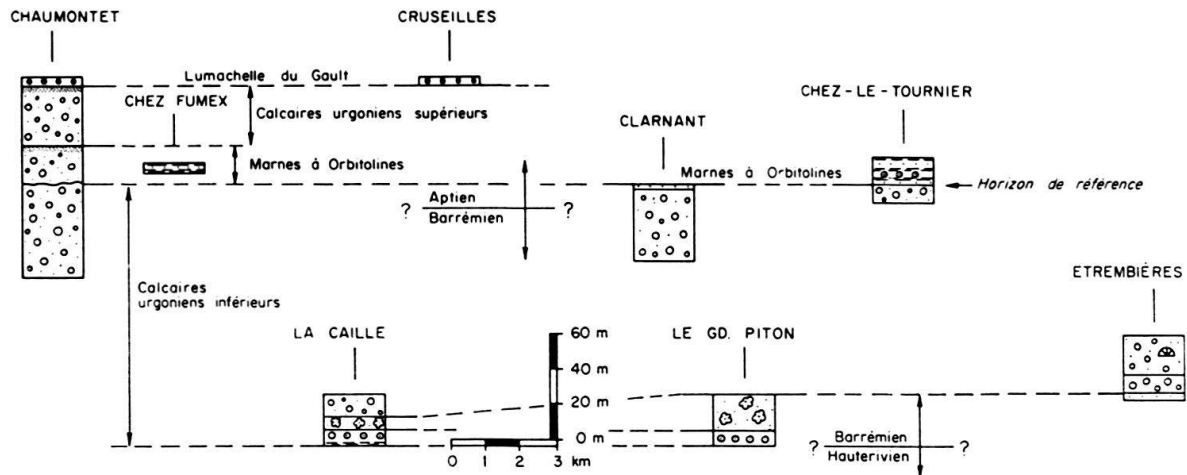 CHAUMONTET
CRUSEILLES
Lumachelle du Gault
CHEZ FUMEX
Calcaires urgoniens supérieurs
CHEZ-LE-TOURNIER
CLARNANT
Marnes à Orbitolines
Marnes à Orbitolines
Horizon de référence
? Aptien ?
Barrémien
Calcaires
urgoniens inférieurs
ETREMBIÈRES
LA CAILLE
LE GD. PITON
60 m
40 m
20 m
0 m
0 1 2 3
km
? Barrémien ?
Hauterivien